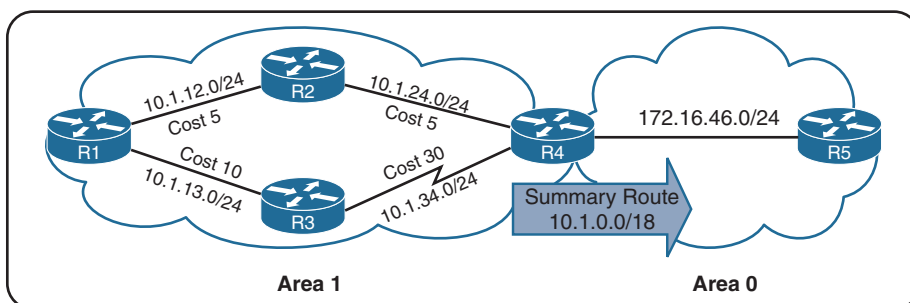 R1
10.1.12.0/24
Cost 5
R2
10.1.24.0/24
Cost 5
Cost 10
10.1.13.0/24
R3
Cost 30
10.1.34.0/24
R4
172.16.46.0/24
R5
Summary Route
10.1.0.0/18
Area 1
Area 0